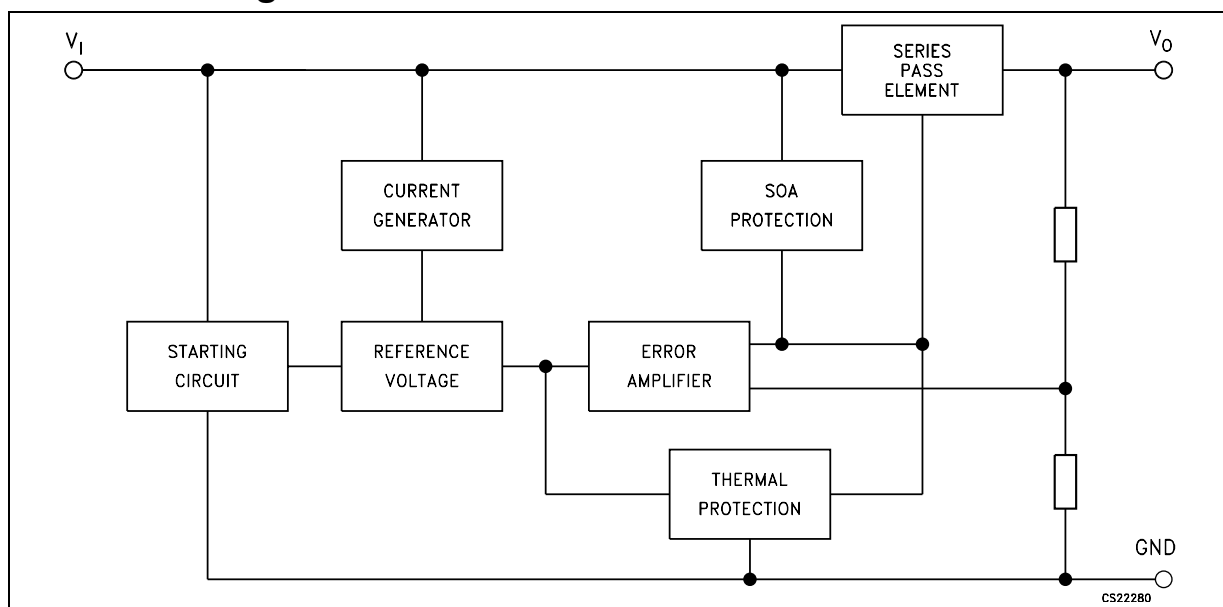 V_I
V_O
SERIES
PASS
ELEMENT
CURRENT
GENERATOR
SOA
PROTECTION
STARTING
CIRCUIT
REFERENCE
VOLTAGE
ERROR
AMPLIFIER
THERMAL
PROTECTION
GND
CS22280